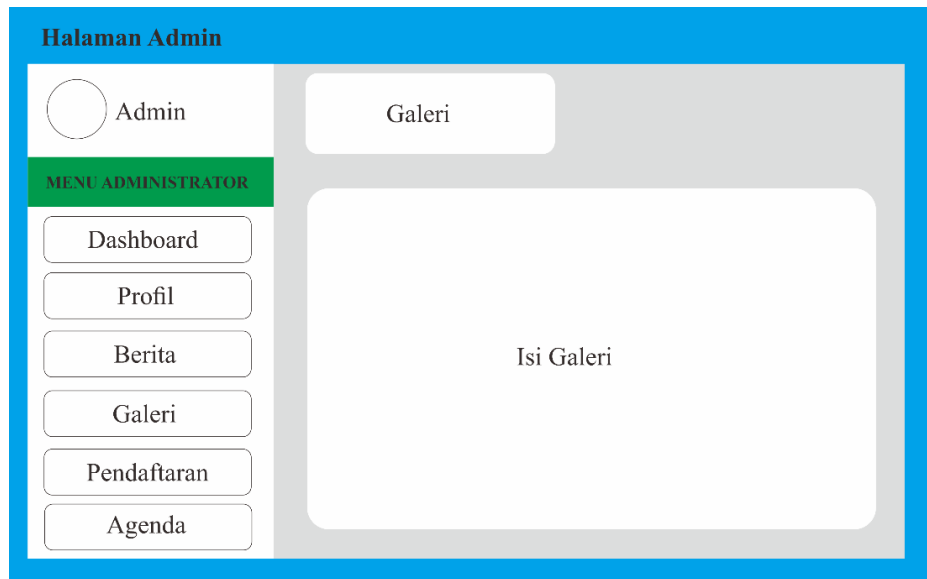 Halaman Admin
Admin
MENU ADMINISTRATOR
Dashboard
Profil
Berita
Galeri
Pendaftaran
Agenda
Galeri
Isi Galeri